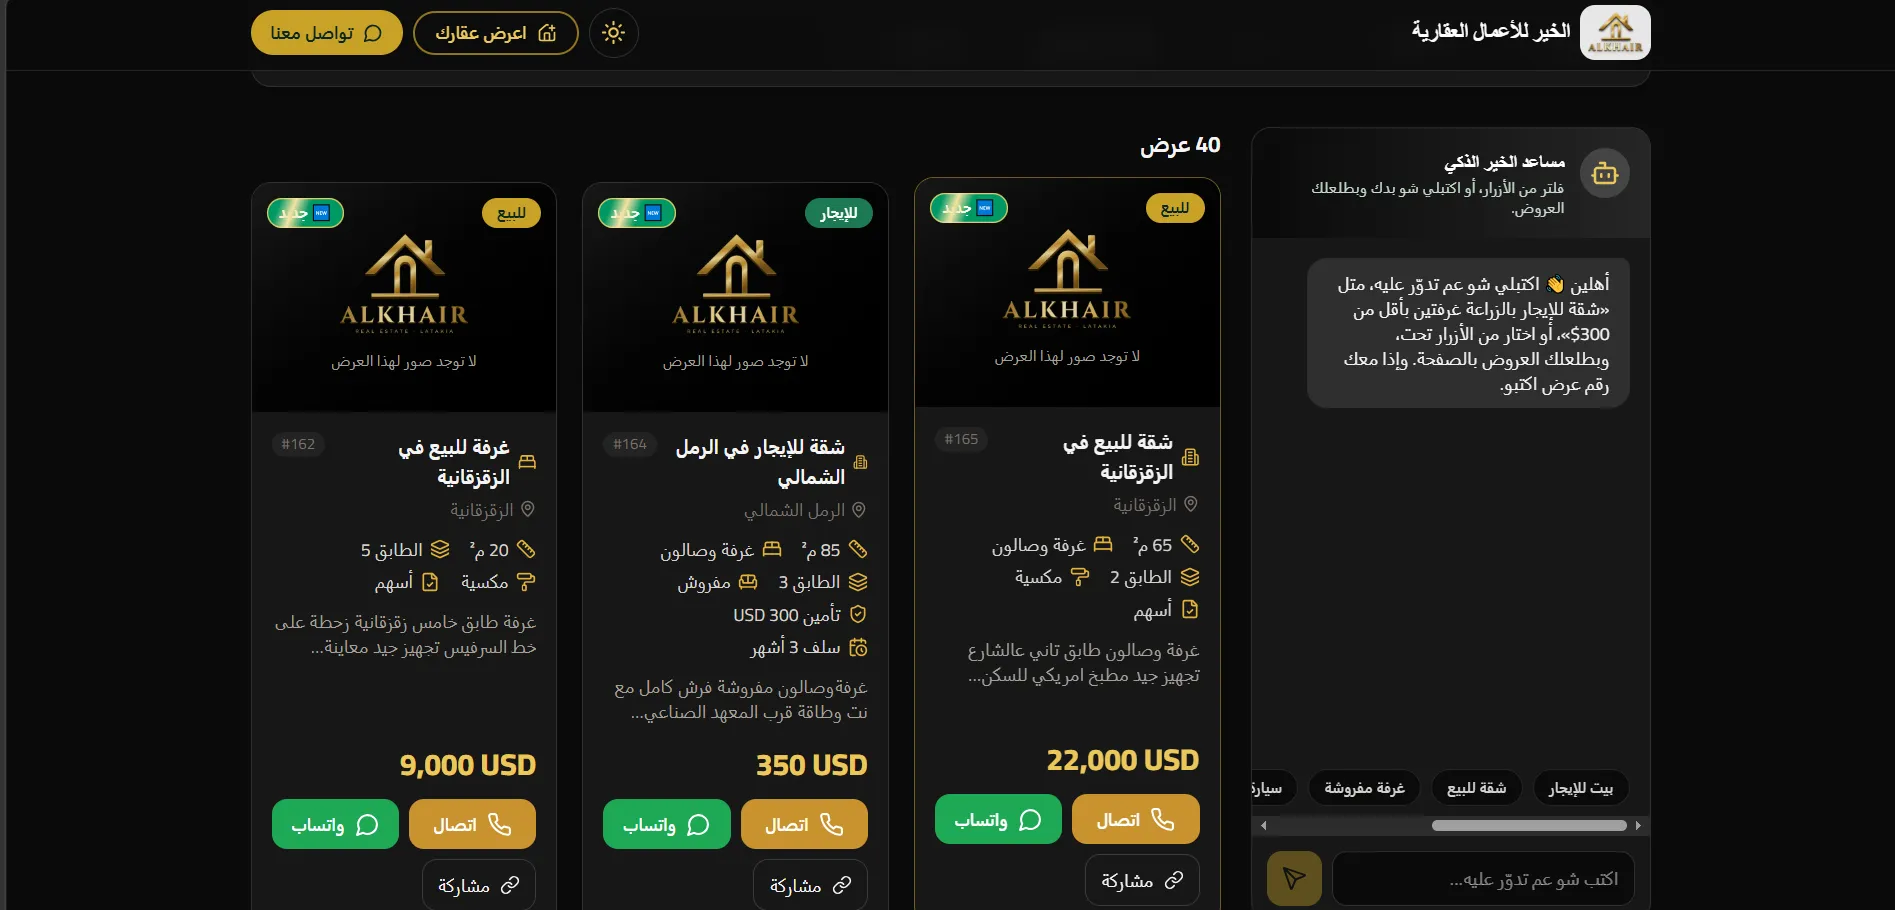 ALKHAIR
الخير للأعمال العقارية
اعرض عقارك
تواصل معنا
مساعد الخير الذكي
فلتر من الأزرار، أو اكتبلي شو بدك وبطلعلك
العروض.
أهلين 👋 اكتبلي شو عم تدوّر عليه، متل
«شقة للإيجار بالزراعة غرفتين بأقل من
300$»، أو اختار من الأزرار تحت،
وبطلعلك العروض بالصفحة. وإذا معك
رقم عرض اكتبو.
بيت للإيجار
شقة للبيع
غرفة مفروشة
سيارة
اكتب شو عم تدوّر عليه...
40 عرض
للبيع
NEW جديد
ALKHAIR
REAL ESTATE · LATAKIA
لا توجد صور لهذا العرض
شقة للبيع في
الزقزقانية
#165
الزقزقانية
65 م² غرفة وصالون
الطابق 2 مكسية
أسهم
غرفة وصالون طابق تاني عالشارع
تجهيز جيد مطبخ امريكي للسكن...
22,000 USD
اتصال
واتساب
مشاركة
للإيجار
NEW جديد
ALKHAIR
REAL ESTATE · LATAKIA
لا توجد صور لهذا العرض
شقة للإيجار في الرمل
الشمالي
#164
الرمل الشمالي
85 م² غرفة وصالون
الطابق 3 مفروش
تأمين 300 USD
سلف 3 أشهر
غرفةوصالون مفروشة فرش كامل مع
نت وطاقة قرب المعهد الصناعي...
350 USD
اتصال
واتساب
مشاركة
للبيع
NEW جديد
ALKHAIR
REAL ESTATE · LATAKIA
لا توجد صور لهذا العرض
غرفة للبيع في
الزقزقانية
#162
الزقزقانية
20 م² الطابق 5
مكسية أسهم
غرفة طابق خامس زقزقانية زحطة على
خط السرفيس تجهيز جيد معاينة...
9,000 USD
اتصال
واتساب
مشاركة